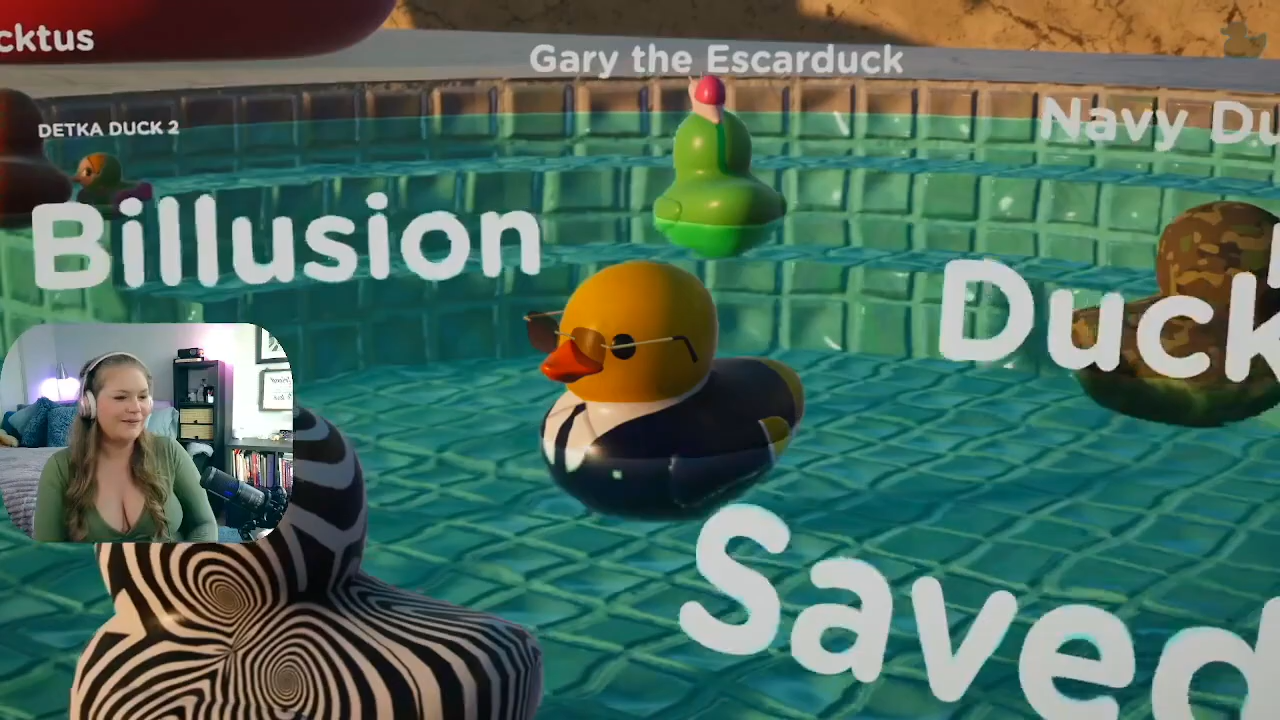 cktus
Gary the Escarduck
DETKA DUCK 2
Navy Du
Billusion
Duck
Saved